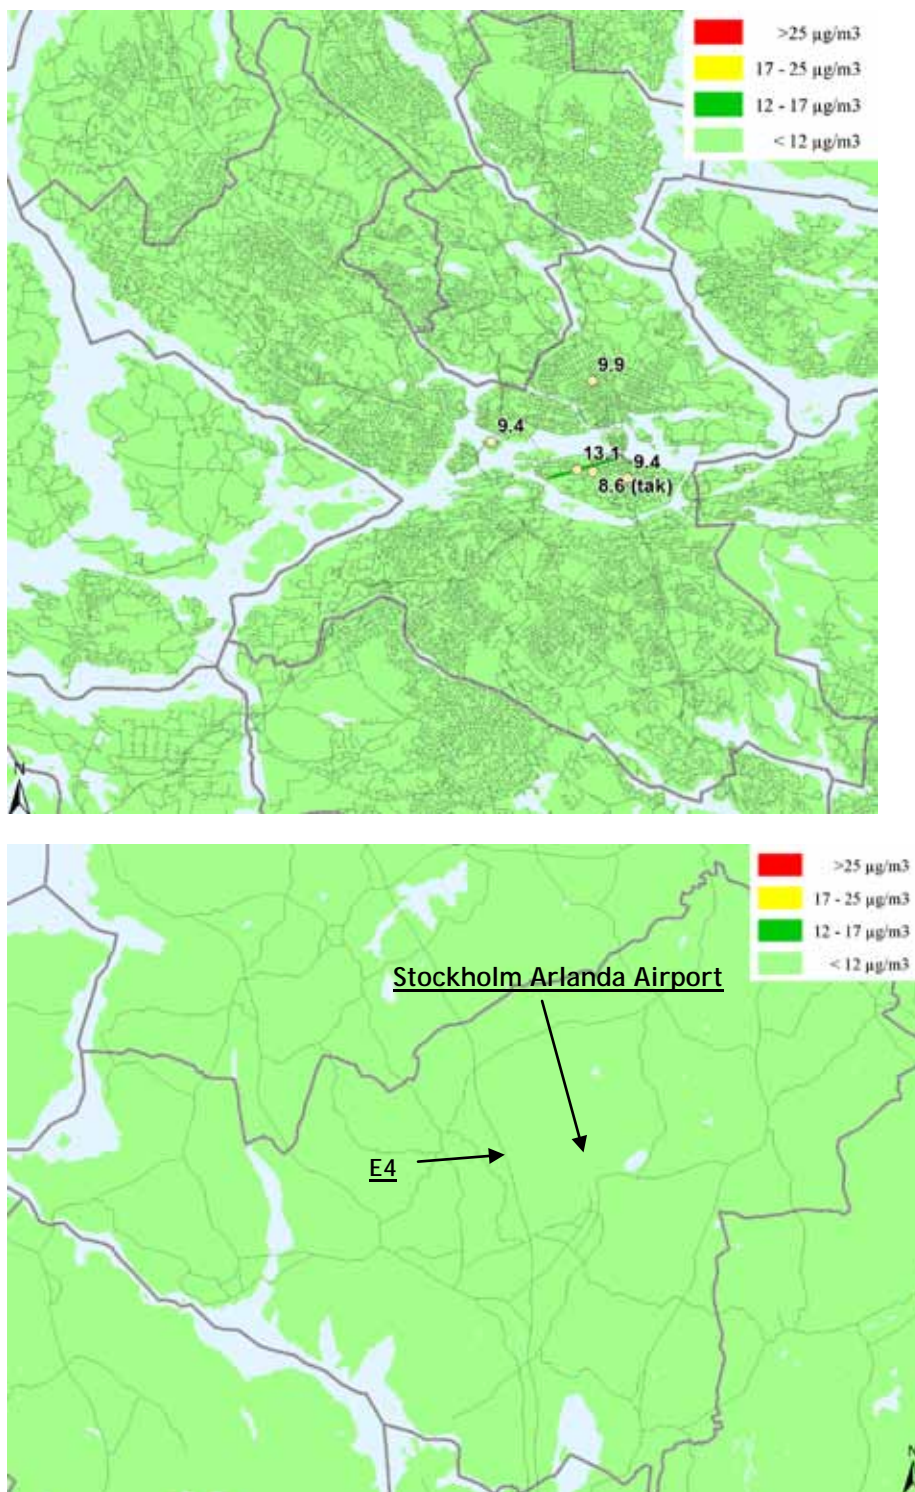 >25 µg/m3
17 - 25 µg/m3
12 - 17 µg/m3
< 12 µg/m3
9.9
9.4
13.1
9.4
8.6 (tak)
N
>25 µg/m3
17 - 25 µg/m3
12 - 17 µg/m3
< 12 µg/m3
Stockholm Arlanda Airport
E4
N